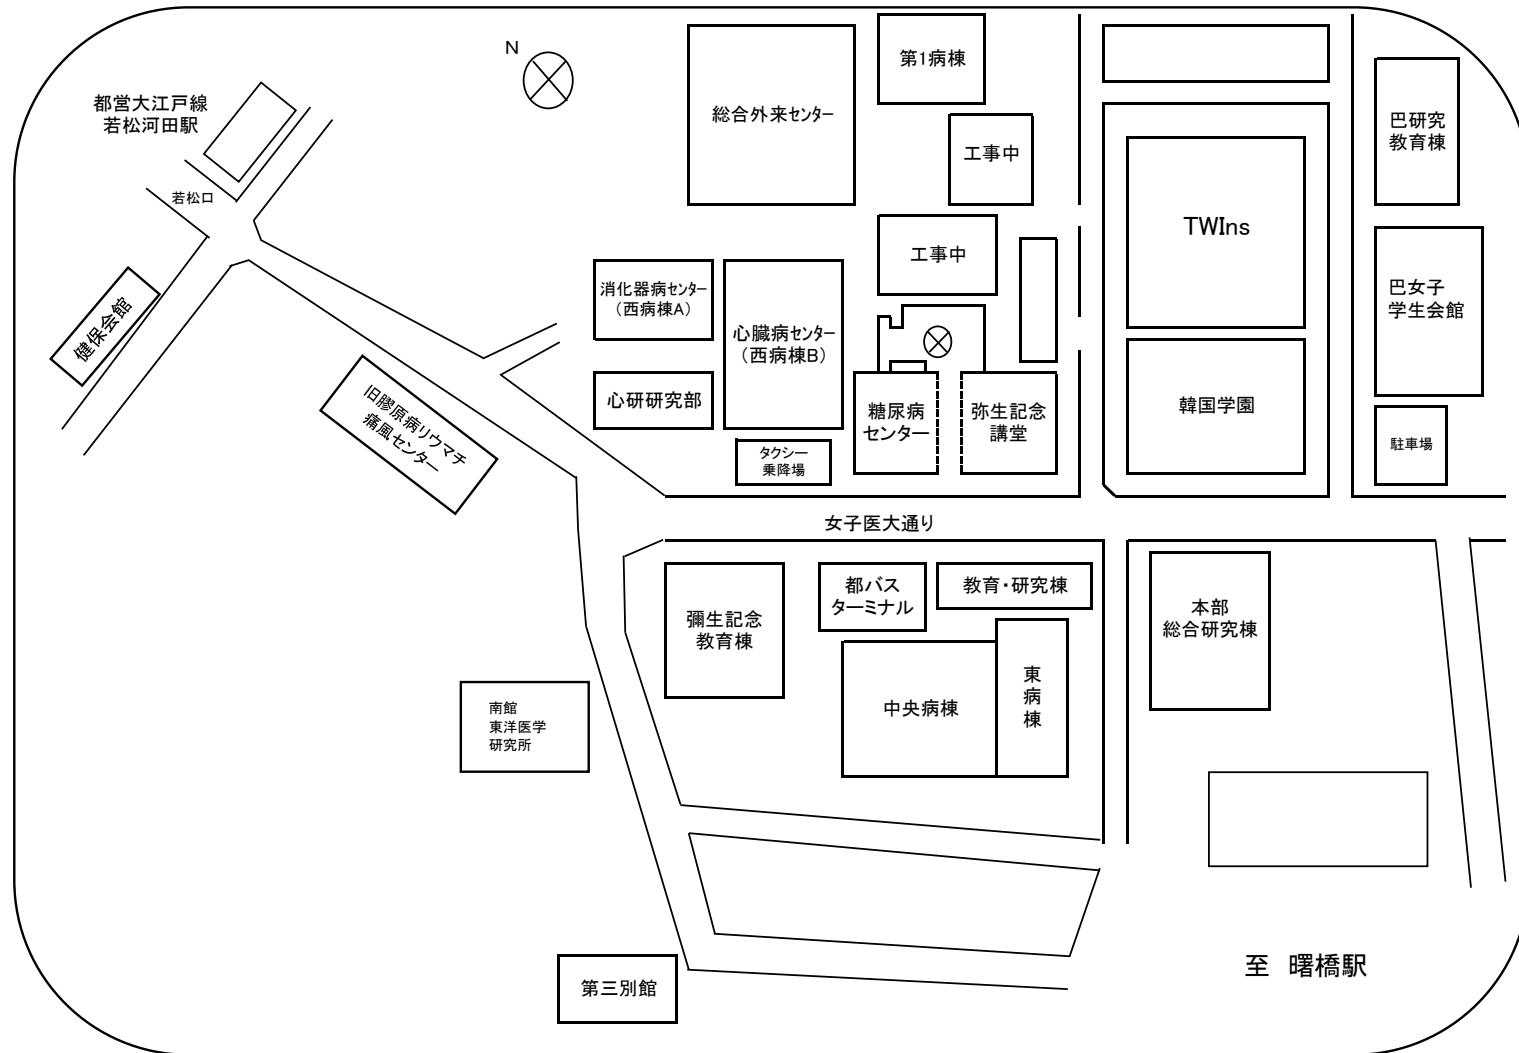 N
都営大江戸線
若松河田駅
若松口
健保会館
旧膠原病リウマチ
痛風センター
総合外来センター
第1病棟
工事中
工事中
消化器病センター
（西病棟A）
心臓病センター
（西病棟B）
心研研究部
タクシー
乗降場
糖尿病
センター
弥生記念
講堂
TWIns
韓国学園
巴研究
教育棟
巴女子
学生会館
駐車場
女子医大通り
彌生記念
教育棟
都バス
ターミナル
教育・研究棟
中央病棟
東
病
棟
本部
総合研究棟
南館
東洋医学
研究所
第三別館
至　曙橋駅